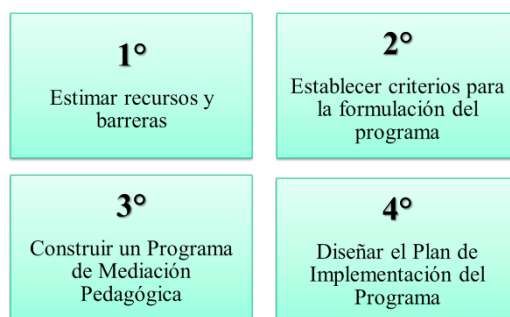 1°
Estimar recursos y
barreras
2°
Establecer criterios para
la formulación del
programa
3°
Construir un Programa
de Mediación
Pedagógica
4°
Diseñar el Plan de
Implementación del
Programa